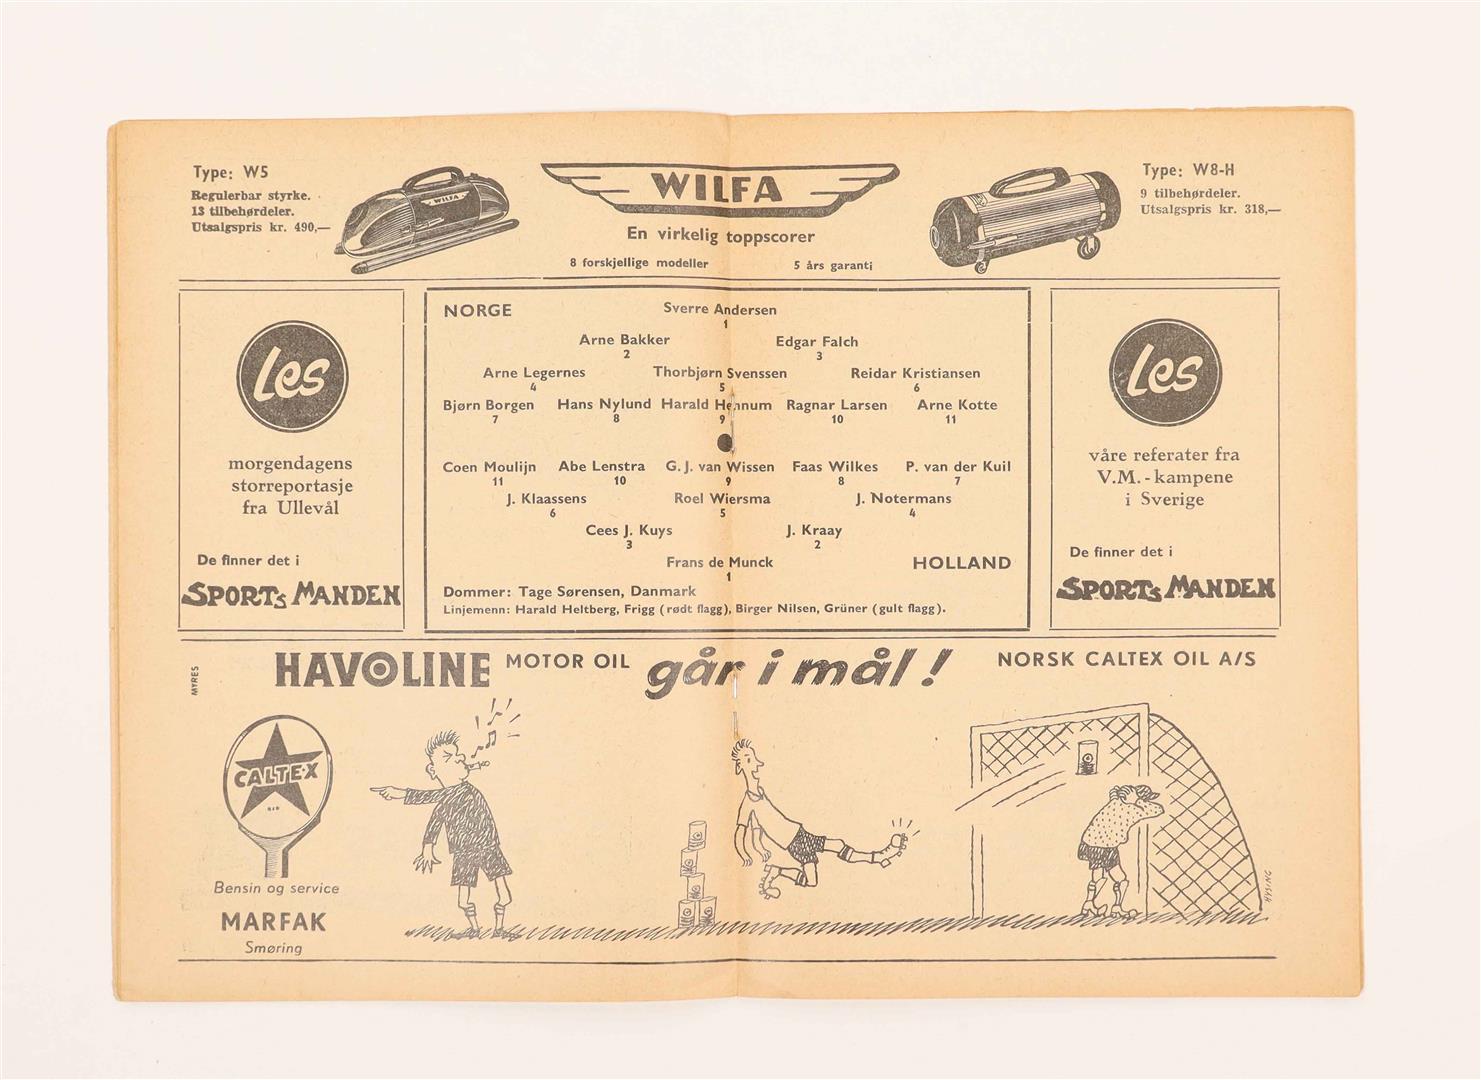 Type: W5
Regulerbar styrke.
13 tilbehørdeler.
Utsalgspris kr. 490,—
WILFA
WILFA
En virkelig toppscorer
8 forskjellige modeller
5 års garanti
Type: W8-H
9 tilbehørdeler.
Utsalgspris kr. 318,—
Les
morgendagens
storreportasje
fra Ullevål
De finner det i
SPORTsMANDEN
NORGE
Sverre Andersen
1
Arne Bakker Edgar Falch
2 3
Arne Legernes Thorbjørn Svenssen Reidar Kristiansen
4 5 6
Bjørn Borgen Hans Nylund Harald Hennum Ragnar Larsen Arne Kotte
7 8 9 10 11
Coen Moulijn Abe Lenstra G. J. van Wissen Faas Wilkes P. van der Kuil
11 10 9 8 7
J. Klaassens Roel Wiersma J. Notermans
6 5 4
Cees J. Kuys J. Kraay
3 2
Frans de Munck
1
HOLLAND
Dommer: Tage Sørensen, Danmark
Linjemenn: Harald Heltberg, Frigg (rødt flagg), Birger Nilsen, Grüner (gult flagg).
Les
våre referater fra
V.M.-kampene
i Sverige
De finner det i
SPORTsMANDEN
MYRES
HAVOLINE MOTOR OIL går i mål! NORSK CALTEX OIL A/S
CALTEX
Bensin og service
MARFAK
Smøring
HYSING